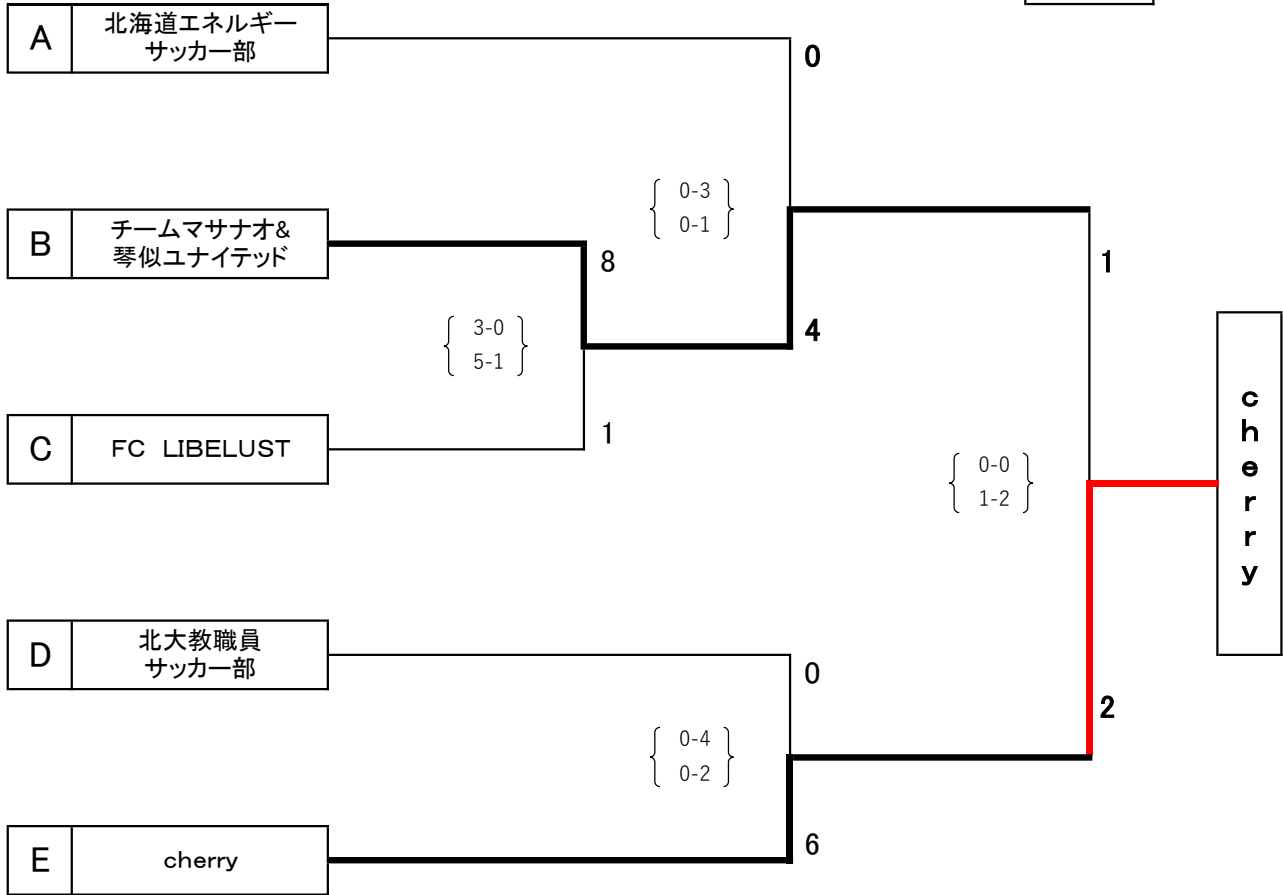 A
北海道エネルギー
サッカー部
0
0-3
0-1
B
チームマサナオ&
琴似ユナイテッド
8
1
4
3-0
5-1
C
FC LIBELUST
1
cherry
0-0
1-2
D
北大教職員
サッカー部
0
2
0-4
0-2
E
cherry
6